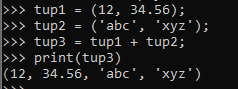 >>> tup1 = (12, 34.56);
>>> tup2 = ('abc', 'xyz');
>>> tup3 = tup1 + tup2;
>>> print(tup3)
(12, 34.56, 'abc', 'xyz')
>>>